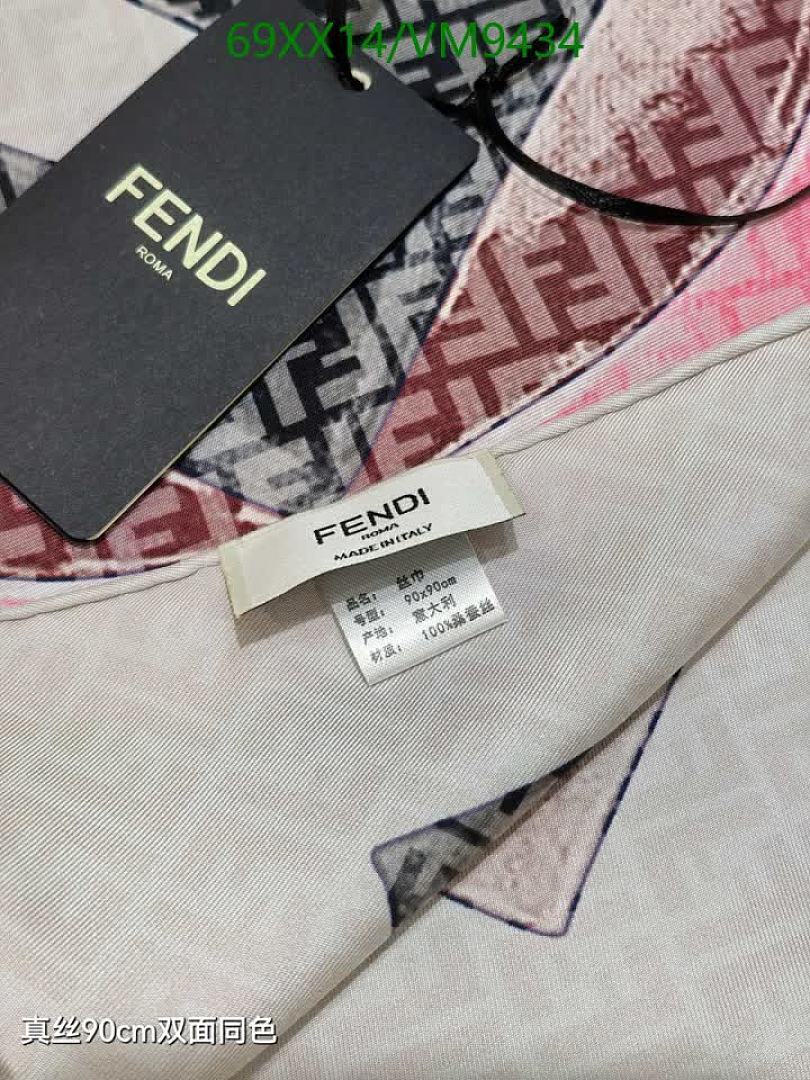 69XX14/VM9434
FENDI
ROMA
FENDI
ROMA
MADE IN ITALY
品名: 丝巾
号型: 90x90cm
产地: 意大利
材质: 100%桑蚕丝
真丝90cm双面同色